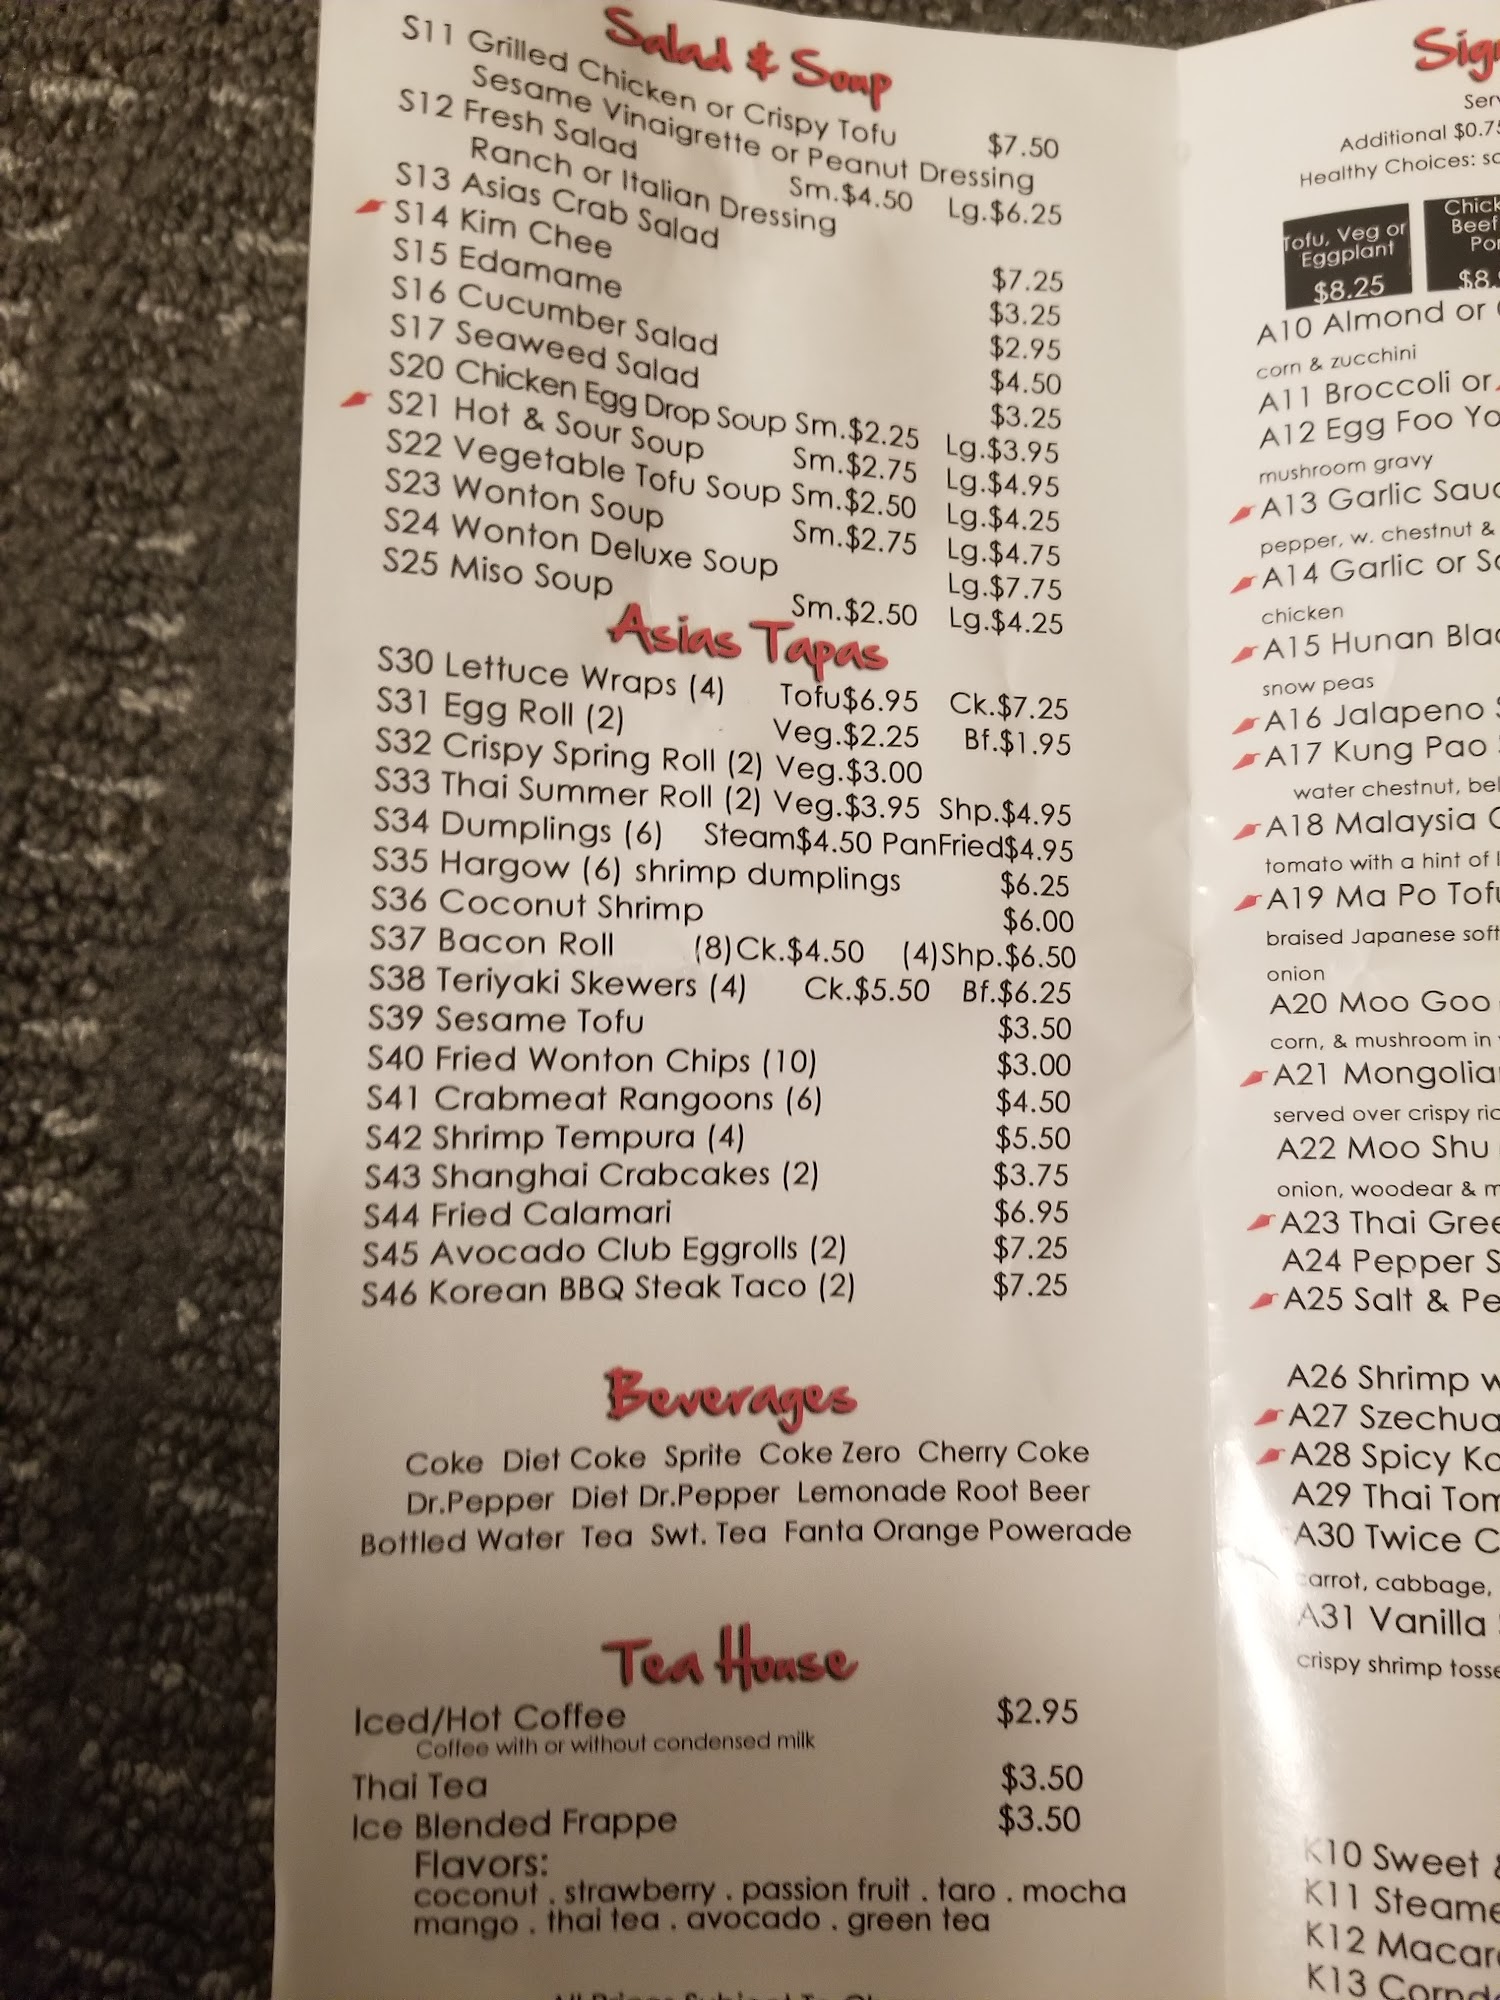 Salad & Soup
S11 Grilled Chicken or Crispy Tofu $7.50
Sesame Vinaigrette or Peanut Dressing
S12 Fresh Salad Sm.$4.50 Lg.$6.25
Ranch or Italian Dressing
S13 Asias Crab Salad $7.25
S14 Kim Chee $3.25
S15 Edamame $2.95
S16 Cucumber Salad $4.50
S17 Seaweed Salad $3.25
S20 Chicken Egg Drop Soup Sm.$2.25 Lg.$3.95
S21 Hot & Sour Soup Sm.$2.75 Lg.$4.95
S22 Vegetable Tofu Soup Sm.$2.50 Lg.$4.25
S23 Wonton Soup Sm.$2.75 Lg.$4.75
S24 Wonton Deluxe Soup Lg.$7.75
S25 Miso Soup Sm.$2.50 Lg.$4.25
Asias Tapas
S30 Lettuce Wraps (4) Tofu$6.95 Ck.$7.25
S31 Egg Roll (2) Veg.$2.25 Bf.$1.95
S32 Crispy Spring Roll (2) Veg.$3.00
S33 Thai Summer Roll (2) Veg.$3.95 Shp.$4.95
S34 Dumplings (6) Steam$4.50 PanFried$4.95
S35 Hargow (6) shrimp dumplings $6.25
S36 Coconut Shrimp $6.00
S37 Bacon Roll (8)Ck.$4.50 (4)Shp.$6.50
S38 Teriyaki Skewers (4) Ck.$5.50 Bf.$6.25
S39 Sesame Tofu $3.50
S40 Fried Wonton Chips (10) $3.00
S41 Crabmeat Rangoons (6) $4.50
S42 Shrimp Tempura (4) $5.50
S43 Shanghai Crabcakes (2) $3.75
S44 Fried Calamari $6.95
S45 Avocado Club Eggrolls (2) $7.25
S46 Korean BBQ Steak Taco (2) $7.25
Beverages
Coke Diet Coke Sprite Coke Zero Cherry Coke
Dr.Pepper Diet Dr.Pepper Lemonade Root Beer
Bottled Water Tea Swt. Tea Fanta Orange Powerade
Tea House
Iced/Hot Coffee $2.95
Coffee with or without condensed milk
Thai Tea $3.50
Ice Blended Frappe $3.50
Flavors:
coconut . strawberry . passion fruit . taro . mocha
mango . thai tea . avocado . green tea
Additional $0.75
Healthy Choices:
Tofu, Veg or
Eggplant
$8.25
Beef
A10 Almond or
corn & zucchini
A11 Broccoli or
A12 Egg Foo
mushroom gravy
A13 Garlic
pepper, w. chestnut &
A14 Garlic or
chicken
A15 Hunan
snow peas
A16 Jalapeno
A17 Kung Pao
water chestnut,
A18 Malaysia
tomato with a hint of
A19 Ma Po
braised Japanese
onion
A20 Moo Goo
corn, & mushroom in
A21
served over crispy
A22 Moo Shu
onion, woodear &
A23 Thai
A24 Pepper
A25 Salt &
A26 Shrimp
A27
A28 Spicy
A29 Thai
A30 Twice
carrot, cabbage,
A31 Vanilla
crispy shrimp
K10 Sweet
K11
K12
K13